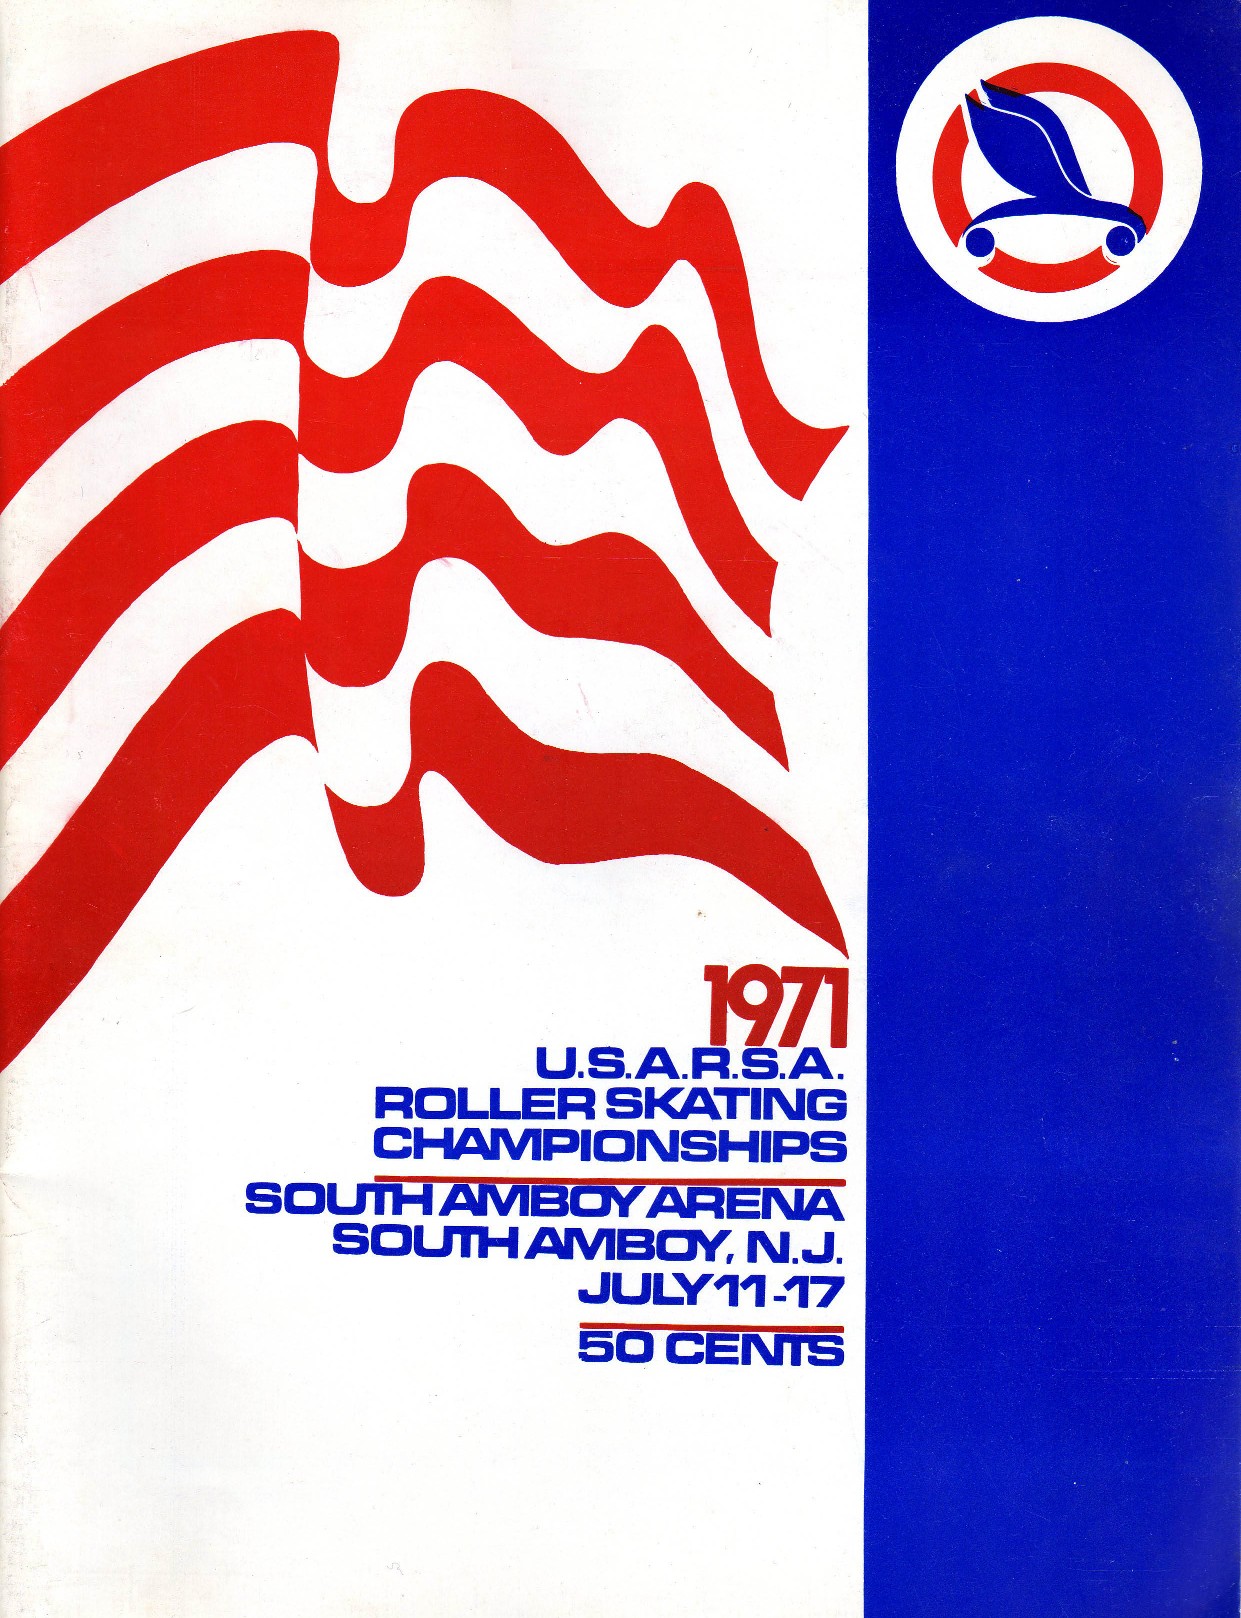 1971
U.S.A.R.S.A.
ROLLER SKATING
CHAMPIONSHIPS
SOUTH AMBOY ARENA
SOUTH AMBOY, N.J.
JULY 11-17
50 CENTS